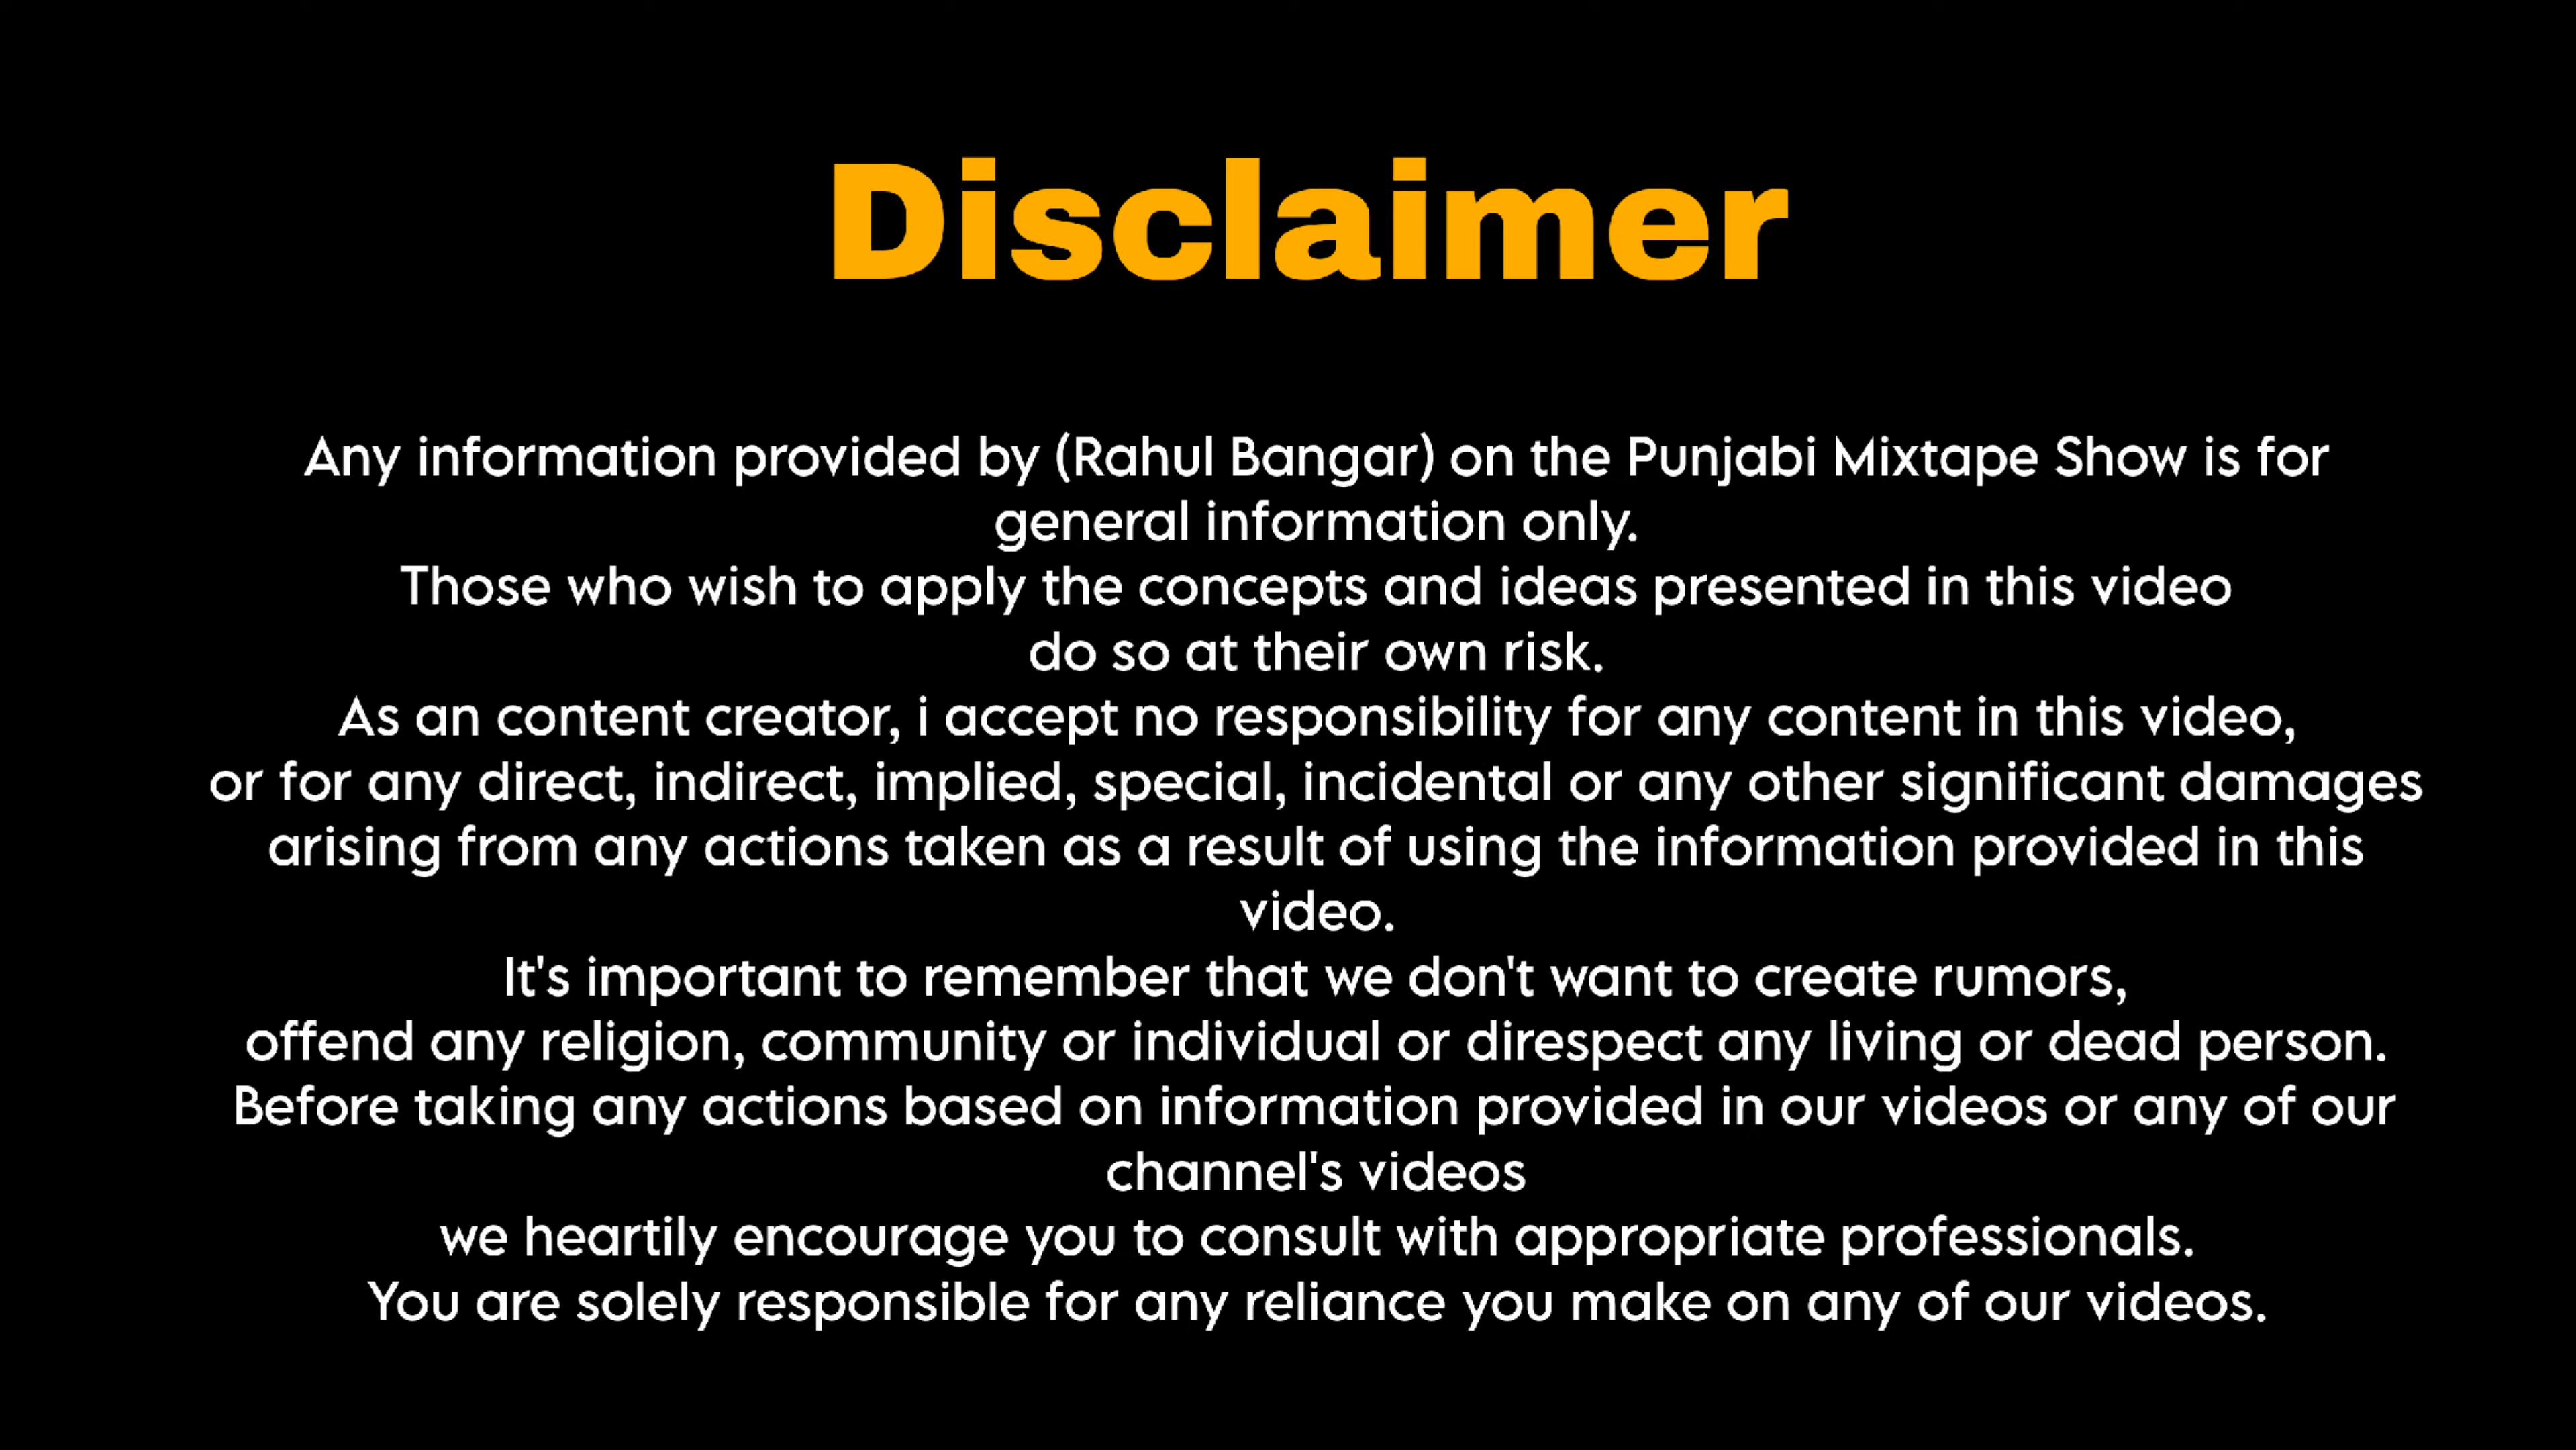 Disclaimer
Any information provided by (Rahul Bangar) on the Punjabi Mixtape Show is for
general information only.
Those who wish to apply the concepts and ideas presented in this video
do so at their own risk.
As an content creator, i accept no responsibility for any content in this video,
or for any direct, indirect, implied, special, incidental or any other significant damages
arising from any actions taken as a result of using the information provided in this
video.
It's important to remember that we don't want to create rumors,
offend any religion, community or individual or direspect any living or dead person.
Before taking any actions based on information provided in our videos or any of our
channel's videos
we heartily encourage you to consult with appropriate professionals.
You are solely responsible for any reliance you make on any of our videos.